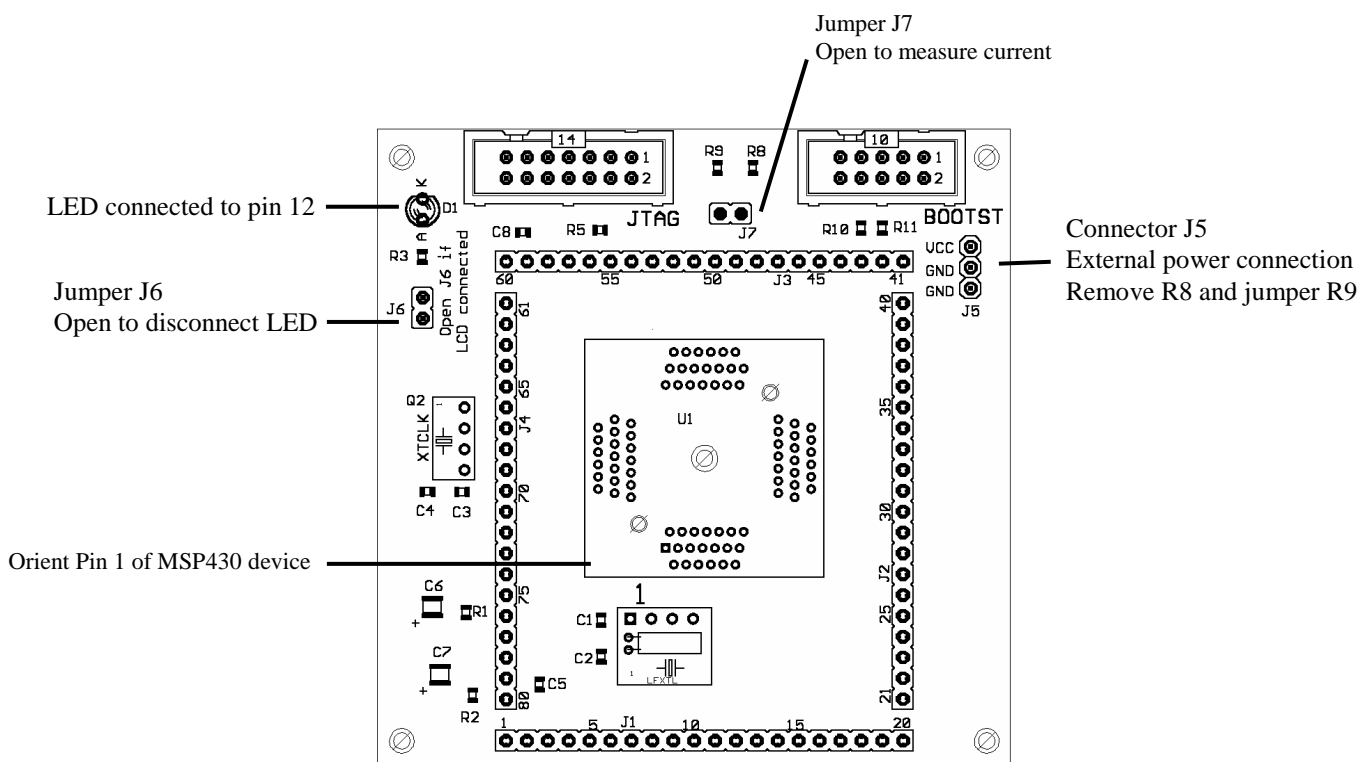 Jumper J7
Open to measure current
14
10
1
2
R9
R8
1
2
K
D1
A
LED connected to pin 12
JTAG
J7
BOOTST
C8
R5
R10
R11
R3
VCC
GND
GND
J5
Connector J5
External power connection
Remove R8 and jumper R9
60
55
50
J3
45
41
Jumper J6
Open to disconnect LED
J6
Open J6 if
LCD connected
61
40
65
35
Q2
1
XTCLK
J4
U1
C4
C3
70
30
Orient Pin 1 of MSP430 device
J2
75
25
C6
+
R1
1
C1
C2
1
LFXTL
C7
+
C5
R2
80
21
1
5
J1
10
15
20